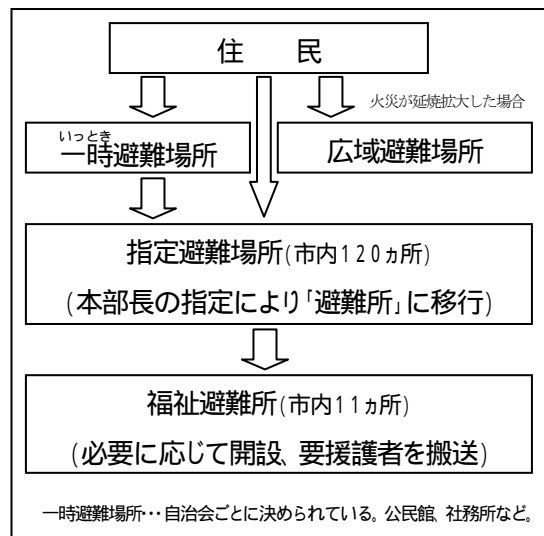 住　民
火災が延焼拡大した場合
いっとき
一時避難場所
広域避難場所
指定避難場所(市内120ヵ所)
(本部長の指定により「避難所」に移行)
福祉避難所(市内11ヵ所)
(必要に応じて開設、要援護者を搬送)
一時避難場所・・・自治会ごとに決められている。公民館、社務所など。